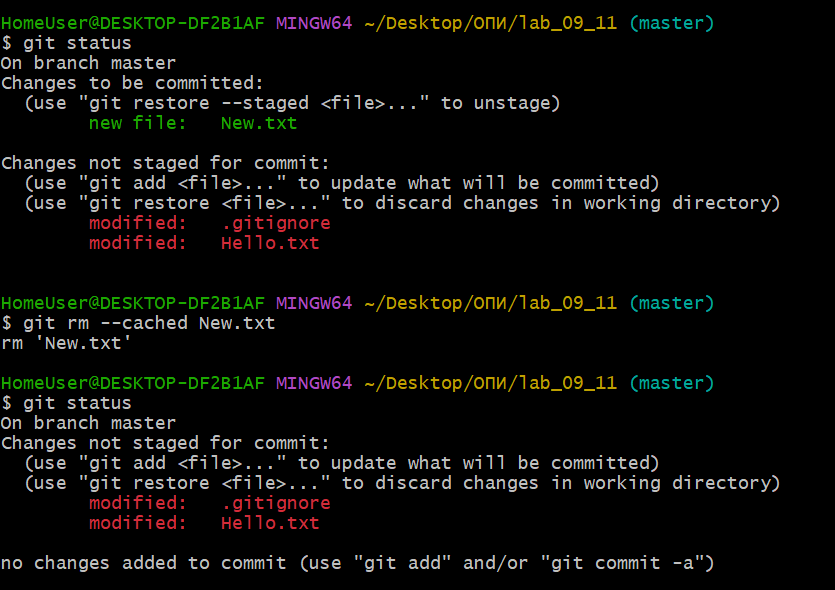 HomeUser@DESKTOP-DF2B1AF MINGW64 ~/Desktop/ОПИ/lab_09_11 (master)
$ git status
On branch master
Changes to be committed:
  (use "git restore --staged <file>..." to unstage)
        new file:   New.txt

Changes not staged for commit:
  (use "git add <file>..." to update what will be committed)
  (use "git restore <file>..." to discard changes in working directory)
        modified:   .gitignore
        modified:   Hello.txt

HomeUser@DESKTOP-DF2B1AF MINGW64 ~/Desktop/ОПИ/lab_09_11 (master)
$ git rm --cached New.txt
rm 'New.txt'

HomeUser@DESKTOP-DF2B1AF MINGW64 ~/Desktop/ОПИ/lab_09_11 (master)
$ git status
On branch master
Changes not staged for commit:
  (use "git add <file>..." to update what will be committed)
  (use "git restore <file>..." to discard changes in working directory)
        modified:   .gitignore
        modified:   Hello.txt

no changes added to commit (use "git add" and/or "git commit -a")